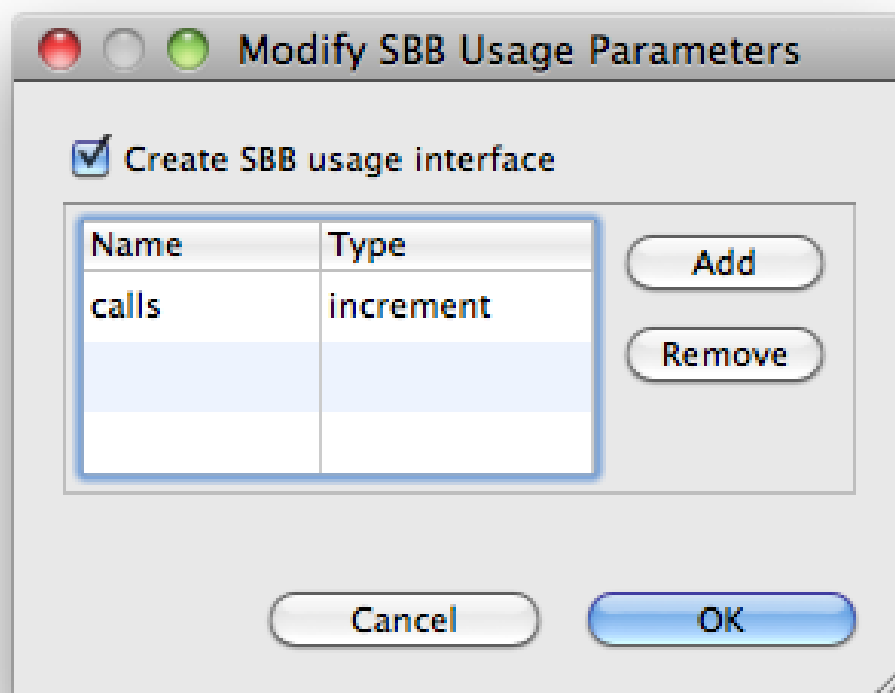 Modify SBB Usage Parameters
Create SBB usage interface
Name Type
calls increment
Add
Remove
Cancel OK